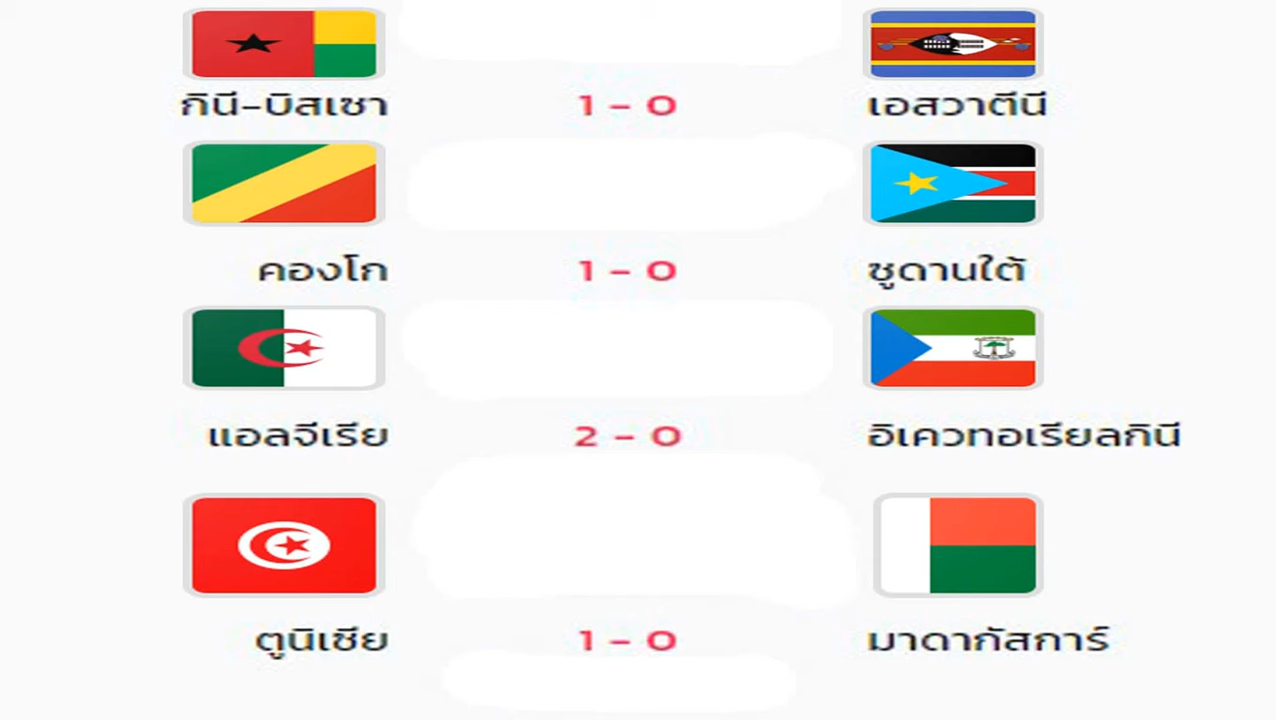 กินี-บิสเซา 1 - 0 เอสวาตีนี
คองโก 1 - 0 ซูดานใต้
แอลจีเรีย 2 - 0 อิเควทอเรียลกินี
ตูนิเซีย 1 - 0 มาดากัสการ์